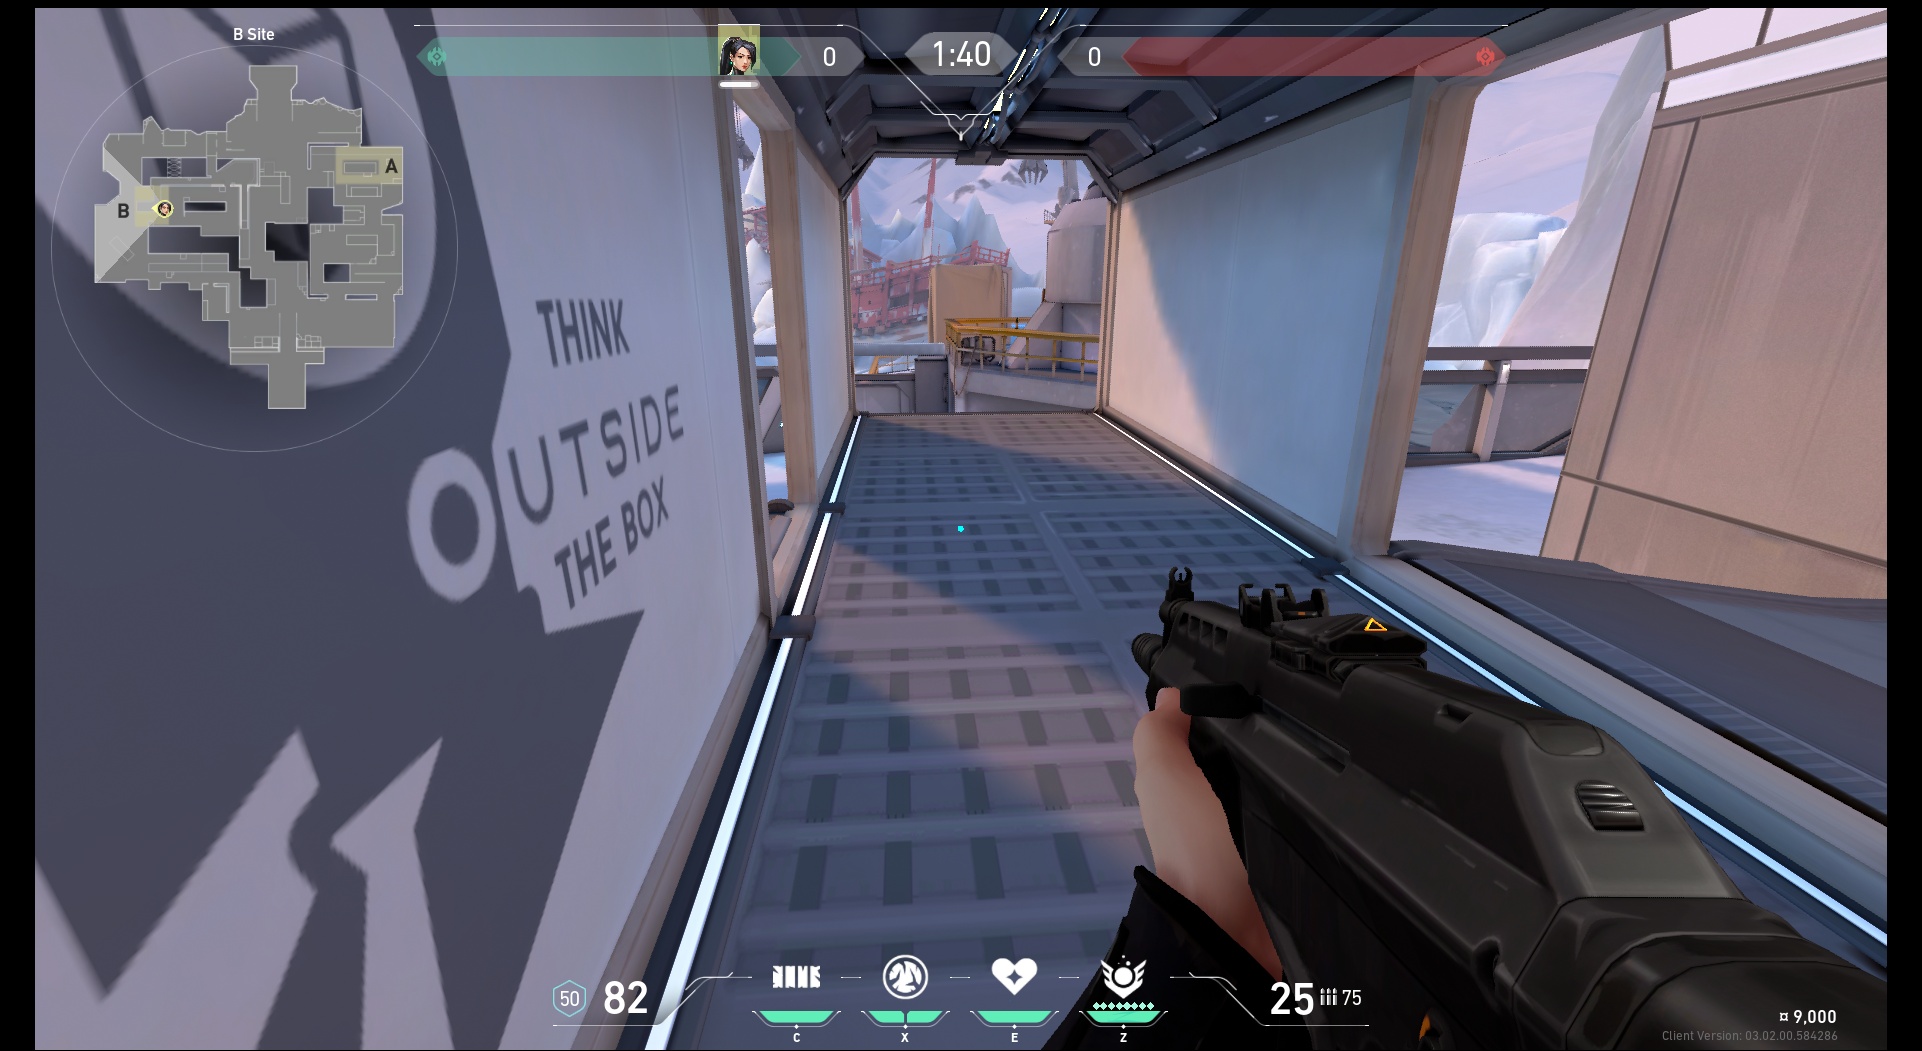 B Site
0
1:40
0
A
B
THINK
OUTSIDE
THE BOX
50
82
25
75
¤ 9,000
Client Version: 03.02.00.584286
C
X
E
Z